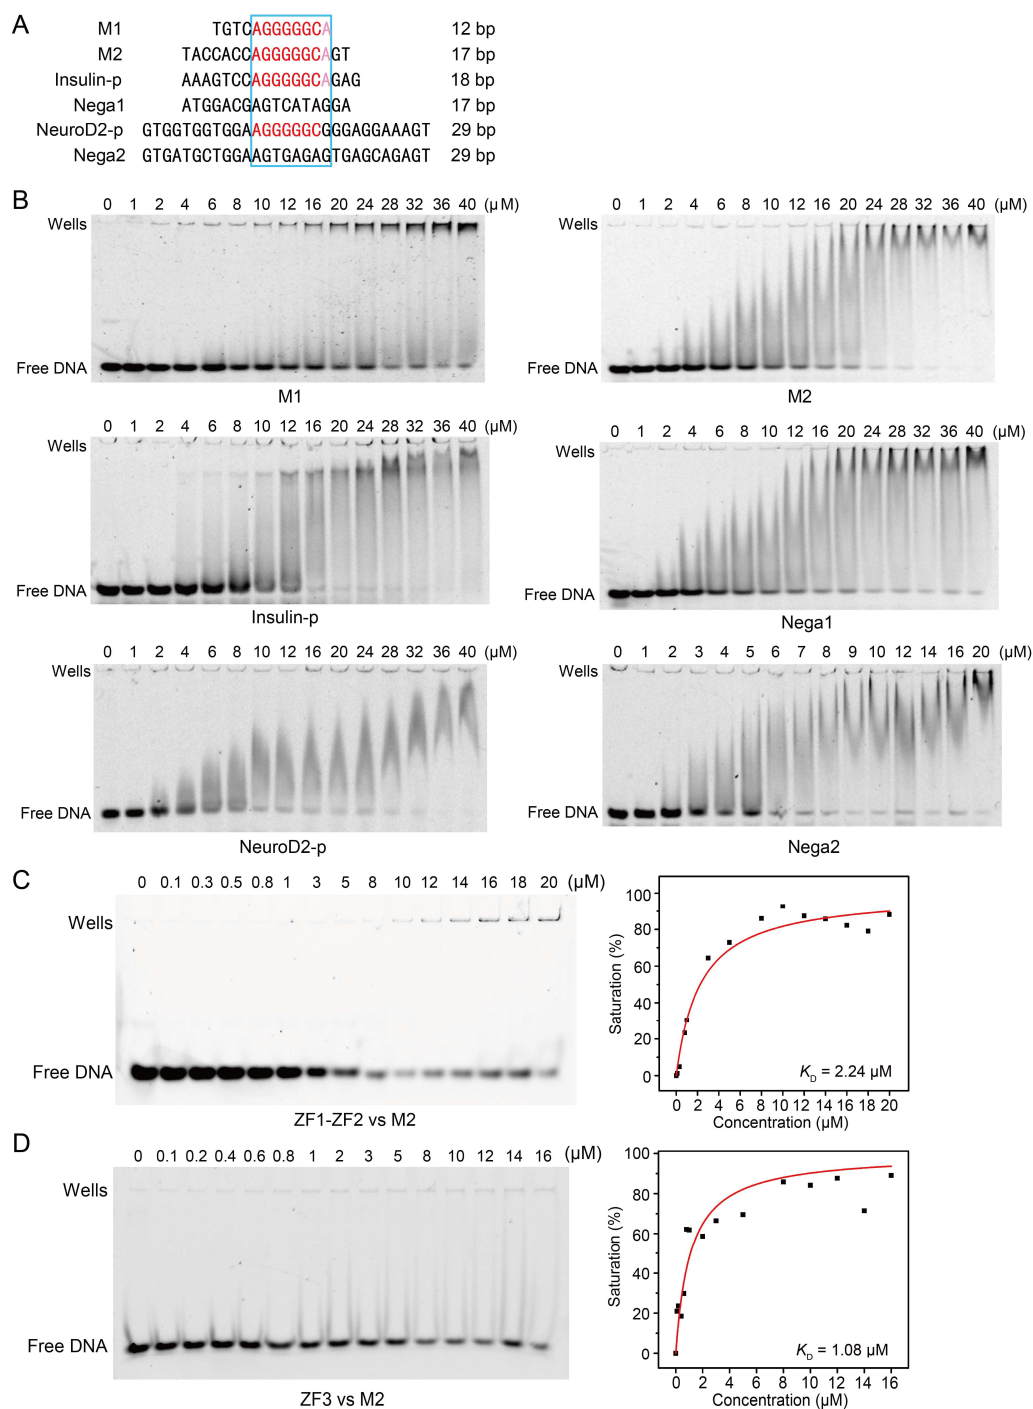 A
M1 TGTCAGGGGGCA 12 bp
M2 TACCACCAGGGGGCAGT 17 bp
Insulin-p AAAGTCCAGGGGGCAGAG 18 bp
Nega1 ATGGACGAGTCATAGGA 17 bp
NeuroD2-p GTGGTGGTGGAAGGGGGCGGGAGGAAAGT 29 bp
Nega2 GTGATGCTGGAAGTGAGAGTGAGCAGAGT 29 bp
B
0 1 2 4 6 8 10 12 16 20 24 28 32 36 40 (μM)
Wells
Free DNA
M1
0 1 2 4 6 8 10 12 16 20 24 28 32 36 40 (μM)
Wells
Free DNA
M2
0 1 2 4 6 8 10 12 16 20 24 28 32 36 40 (μM)
Wells
Free DNA
Insulin-p
0 1 2 4 6 8 10 12 16 20 24 28 32 36 40 (μM)
Wells
Free DNA
Nega1
0 1 2 4 6 8 10 12 16 20 24 28 32 36 40 (μM)
Wells
Free DNA
NeuroD2-p
0 1 2 3 4 5 6 7 8 9 10 12 14 16 20 (μM)
Wells
Free DNA
Nega2
C
0 0.1 0.3 0.5 0.8 1 3 5 8 10 12 14 16 18 20 (μM)
Wells
Free DNA
ZF1-ZF2 vs M2
100
80
60
40
20
0
Saturation (%)
KD = 2.24 μM
0 2 4 6 8 10 12 14 16 18 20
Concentration (μM)
D
0 0.1 0.2 0.4 0.6 0.8 1 2 3 5 8 10 12 14 16 (μM)
Wells
Free DNA
ZF3 vs M2
100
80
60
40
20
0
Saturation (%)
KD = 1.08 μM
0 2 4 6 8 10 12 14 16
Concentration (μM)